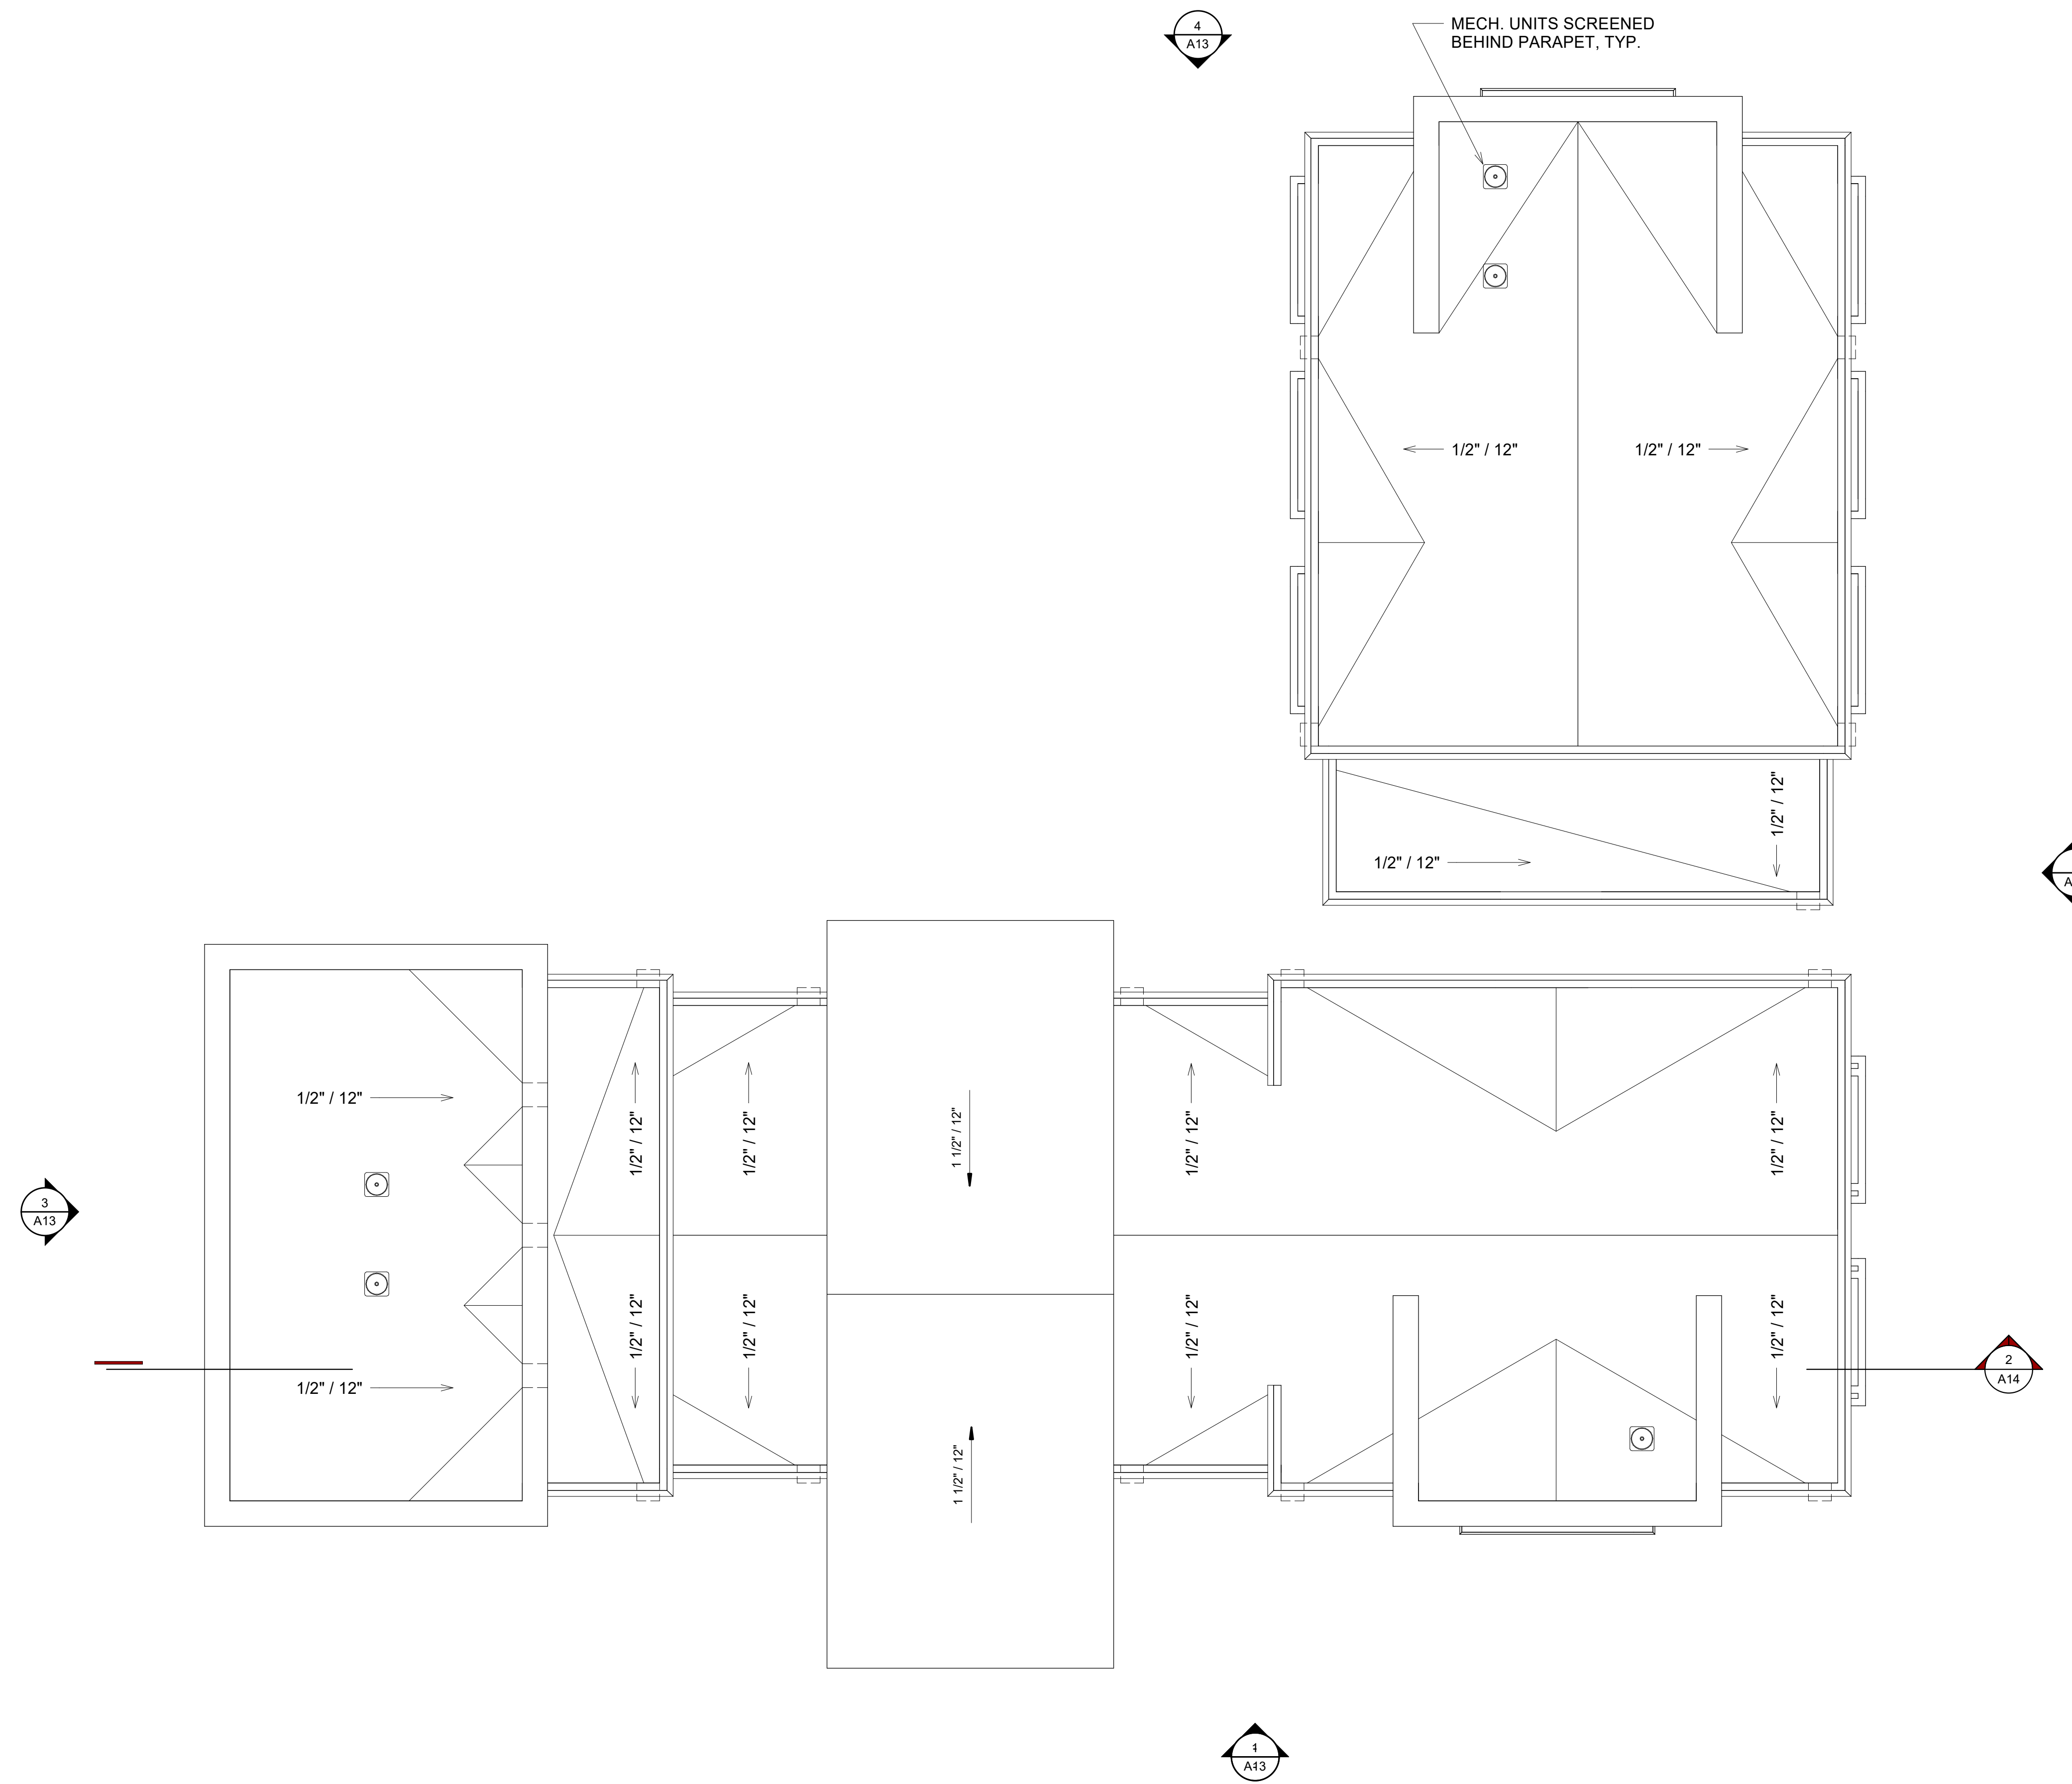 4
A13
MECH. UNITS SCREENED
BEHIND PARAPET, TYP.
1/2" / 12"
1/2" / 12"
1/2" / 12"
1/2" / 12"
1/2" / 12"
1/2" / 12"
1/2" / 12"
1 1/2" / 12"
1/2" / 12"
1/2" / 12"
3
A13
1/2" / 12"
1/2" / 12"
1/2" / 12"
1/2" / 12"
1/2" / 12"
1/2" / 12"
2
A14
1 1/2" / 12"
1
A13